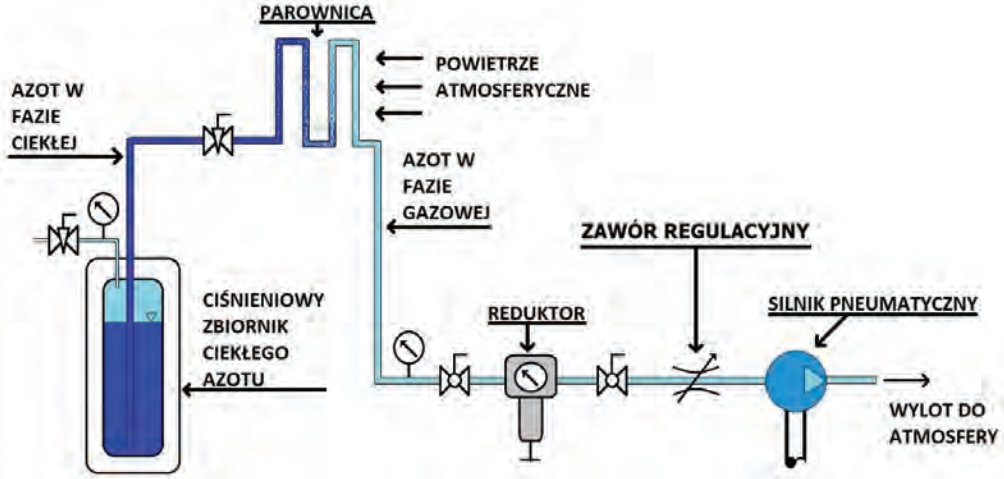 PAROWNICA
POWIETRZE
ATMOSFERYCZNE
AZOT W
FAZIE
CIEKŁEJ
AZOT W
FAZIE
GAZOWEJ
ZAWÓR REGULACYJNY
CIŚNIENIOWY
ZBIORNIK
CIEKŁEGO
AZOTU
REDUKTOR
SILNIK PNEUMATYCZNY
WYLOT DO
ATMOSFERY